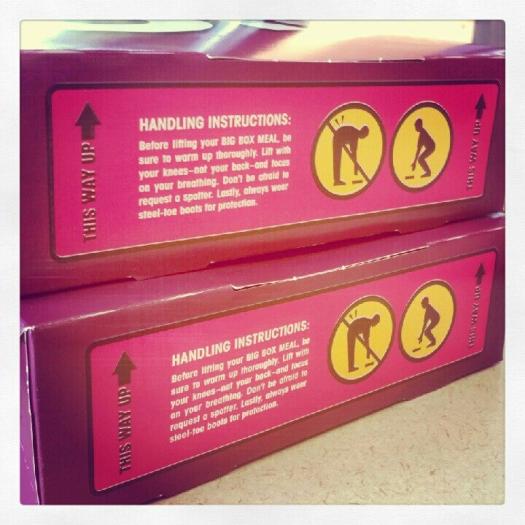 THIS WAY UP
HANDLING INSTRUCTIONS:
Before lifting your BIG BOX MEAL, be
sure to warm up thoroughly. Lift with
your knees–not your back–and focus
on your breathing. Don't be afraid to
request a spotter. Lastly, always wear
steel-toe boots for protection.
THIS WAY UP
THIS WAY UP
HANDLING INSTRUCTIONS:
Before lifting your BIG BOX MEAL, be
sure to warm up thoroughly. Lift with
your knees–not your back–and focus
on your breathing. Don't be afraid to
request a spotter. Lastly, always wear
steel-toe boots for protection.
THIS WAY UP